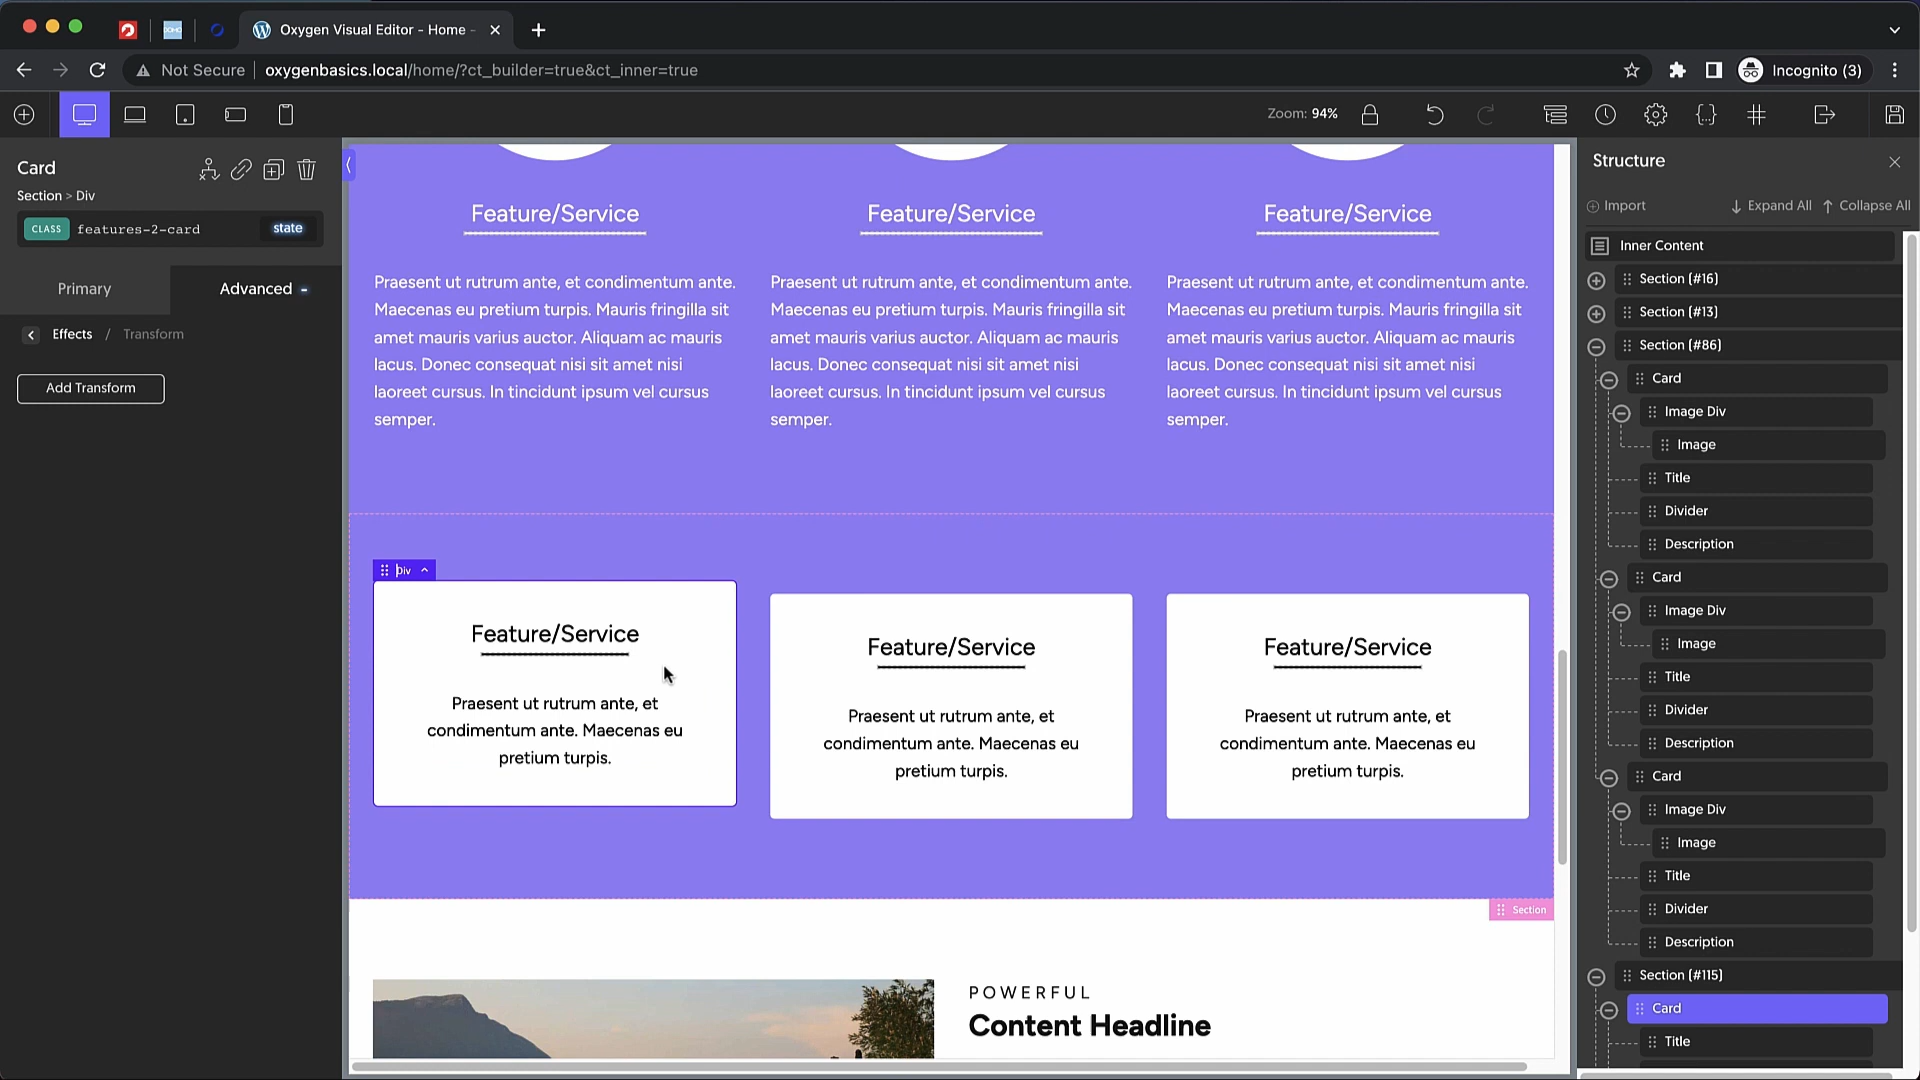 Oxygen Visual Editor - Home -
Not Secure
oxygenbasics.local/home/?ct_builder=true&ct_inner=true
Incognito (3)
Zoom: 94%
Card
Section > Div
CLASS
features-2-card
state
Primary
Advanced
Effects / Transform
Add Transform
Feature/Service
Praesent ut rutrum ante, et condimentum ante.
Maecenas eu pretium turpis. Mauris fringilla sit
amet mauris varius auctor. Aliquam ac mauris
lacus. Donec consequat nisi sit amet nisi
laoreet cursus. In tincidunt ipsum vel cursus
semper.
Feature/Service
Praesent ut rutrum ante, et condimentum ante.
Maecenas eu pretium turpis. Mauris fringilla sit
amet mauris varius auctor. Aliquam ac mauris
lacus. Donec consequat nisi sit amet nisi
laoreet cursus. In tincidunt ipsum vel cursus
semper.
Feature/Service
Praesent ut rutrum ante, et condimentum ante.
Maecenas eu pretium turpis. Mauris fringilla sit
amet mauris varius auctor. Aliquam ac mauris
lacus. Donec consequat nisi sit amet nisi
laoreet cursus. In tincidunt ipsum vel cursus
semper.
Div
Feature/Service
Praesent ut rutrum ante, et
condimentum ante. Maecenas eu
pretium turpis.
Feature/Service
Praesent ut rutrum ante, et
condimentum ante. Maecenas eu
pretium turpis.
Feature/Service
Praesent ut rutrum ante, et
condimentum ante. Maecenas eu
pretium turpis.
Section
POWERFUL
Content Headline
Structure
Import
Expand All
Collapse All
Inner Content
Section (#16)
Section (#13)
Section (#86)
Card
Image Div
Image
Title
Divider
Description
Card
Image Div
Image
Title
Divider
Description
Card
Image Div
Image
Title
Divider
Description
Section (#115)
Card
Title